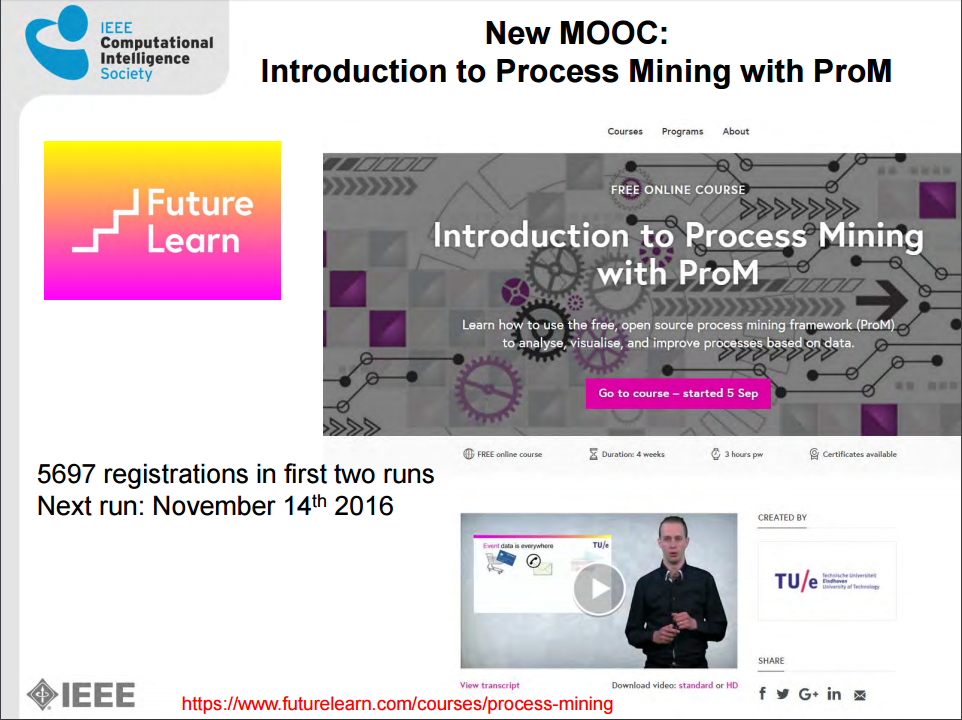 IEEE
Computational
Intelligence
Society
New MOOC:
Introduction to Process Mining with ProM
Future
Learn
Courses Programs About
FREE ONLINE COURSE
Introduction to Process Mining
with ProM
Learn how to use the free, open source process mining framework (ProM)
to analyse, visualise, and improve processes based on data.
Go to course – started 5 Sep
FREE online course Duration: 4 weeks 3 hours pw Certificates available
5697 registrations in first two runs
Next run: November 14th 2016
Event data is everywhere
TU/e
CREATED BY
TU/e
Technische Universiteit
Eindhoven
University of Technology
View transcript Download video: standard or HD
SHARE
f G+ in
IEEE
https://www.futurelearn.com/courses/process-mining